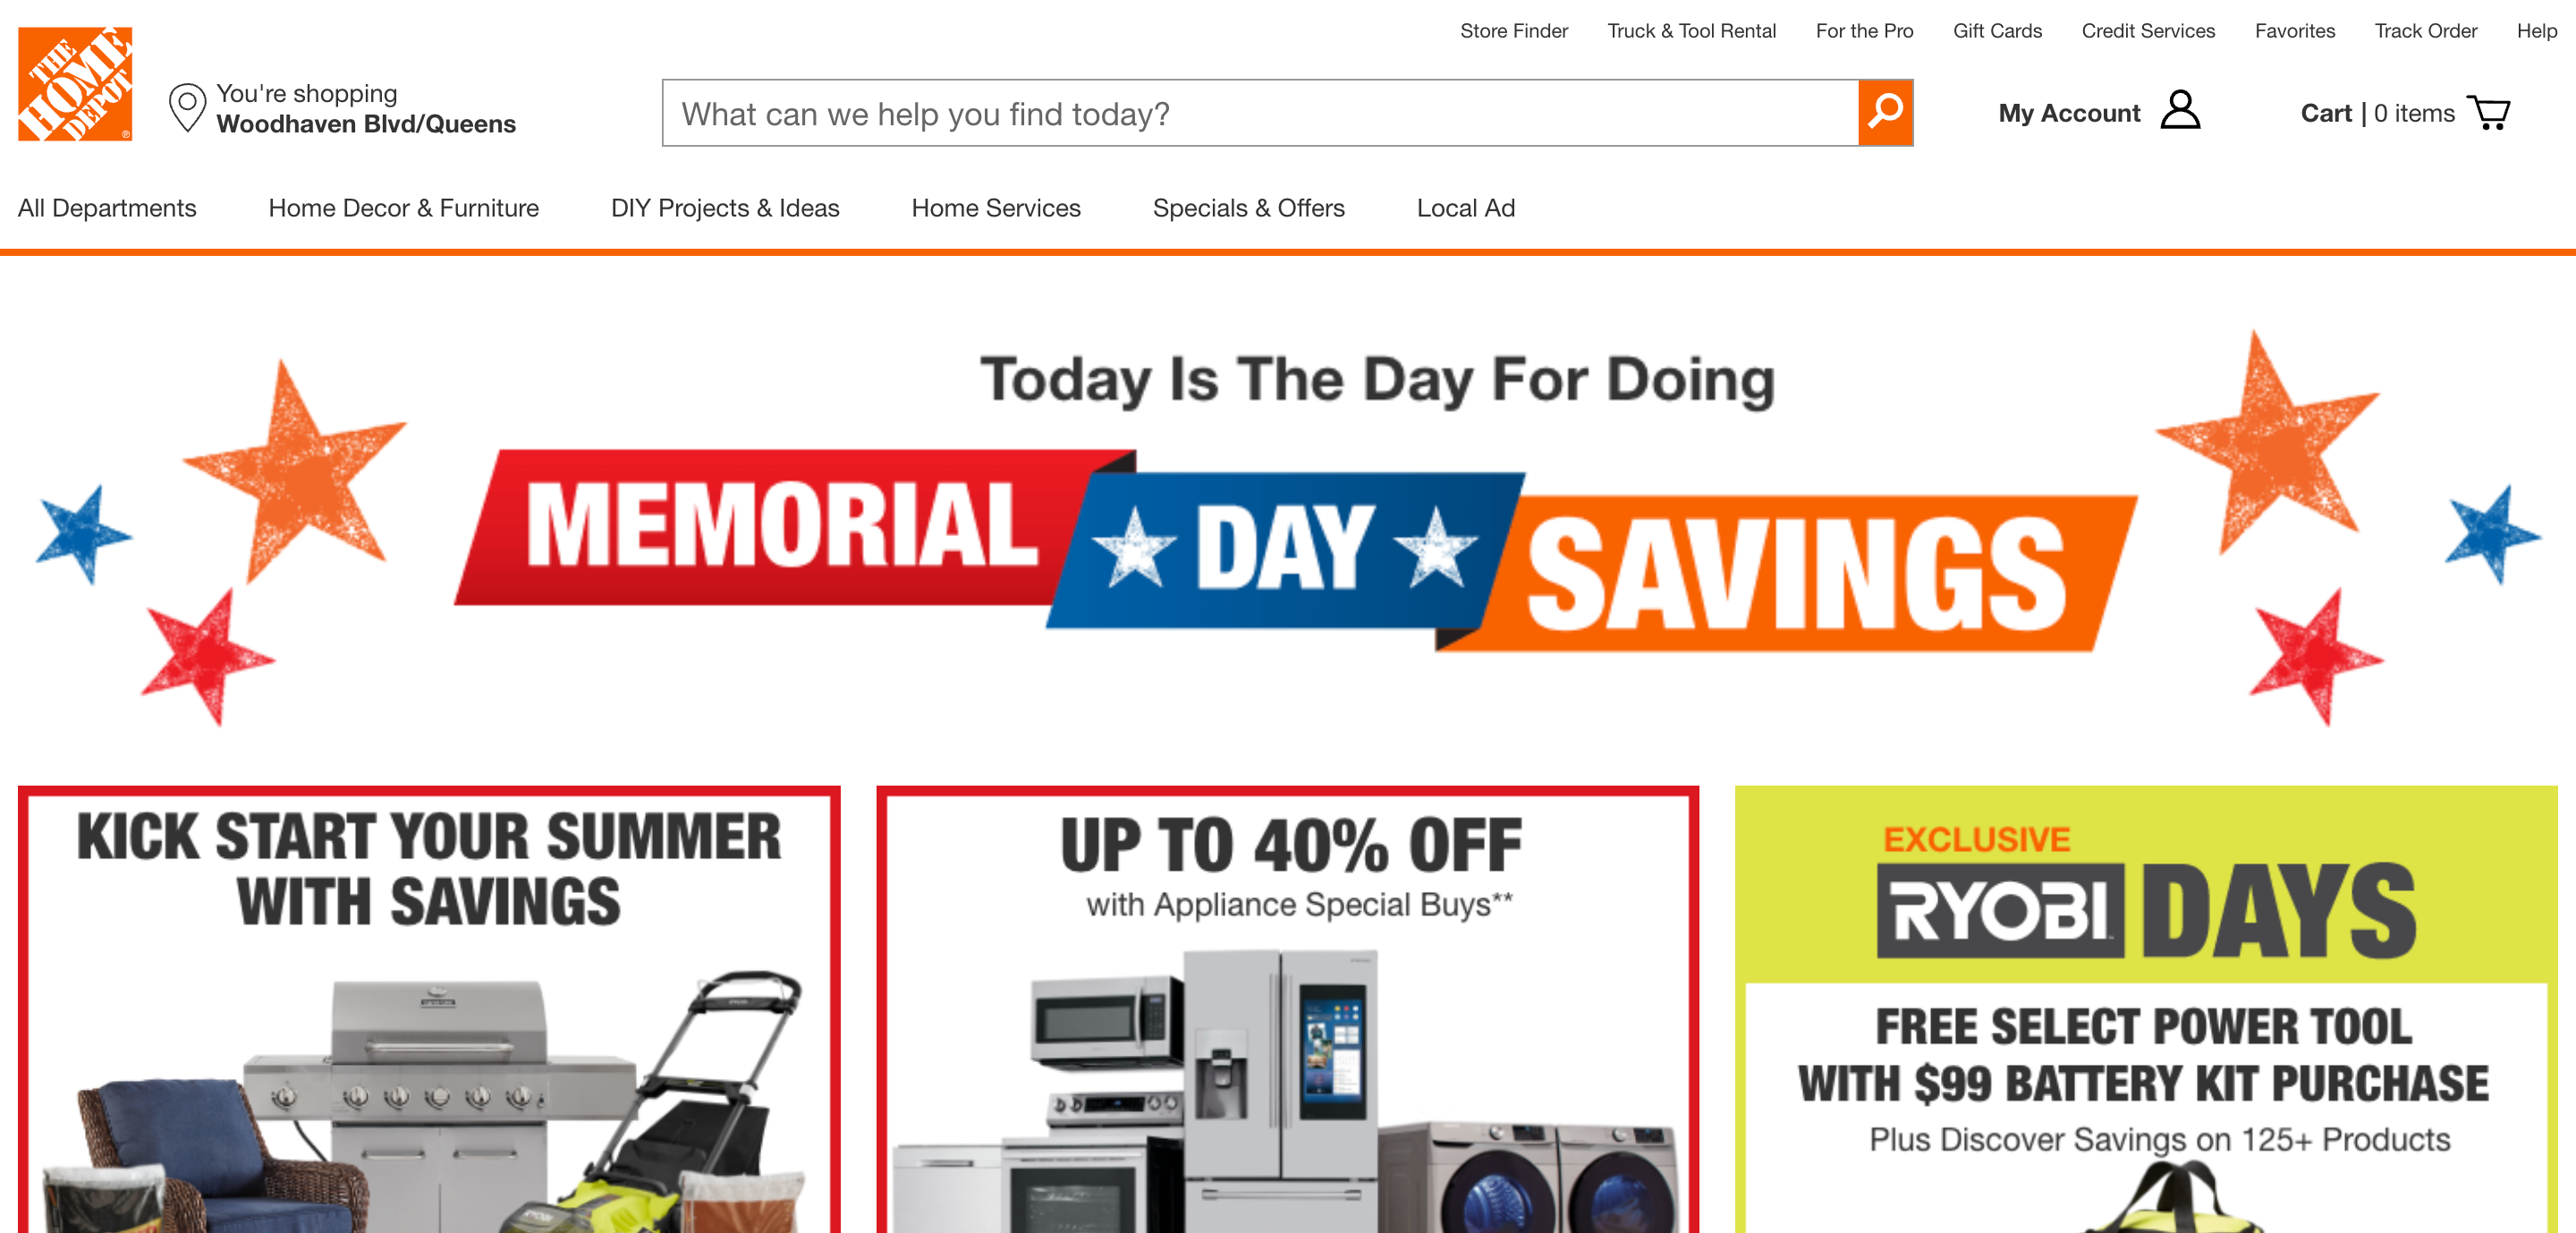 Store Finder Truck & Tool Rental For the Pro Gift Cards Credit Services Favorites Track Order Help
THE
HOME
DEPOT
®
You're shopping
Woodhaven Blvd/Queens
What can we help you find today?
My Account
Cart | 0 items
All Departments Home Decor & Furniture DIY Projects & Ideas Home Services Specials & Offers Local Ad
Today Is The Day For Doing
MEMORIAL DAY SAVINGS
KICK START YOUR SUMMER
WITH SAVINGS
RYOBI
UP TO 40% OFF
with Appliance Special Buys**
EXCLUSIVE
RYOBI DAYS
FREE SELECT POWER TOOL
WITH $99 BATTERY KIT PURCHASE
Plus Discover Savings on 125+ Products